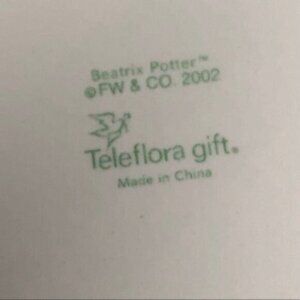 Beatrix Potter™
©FW & CO. 2002
Teleflora gift.
Made in China